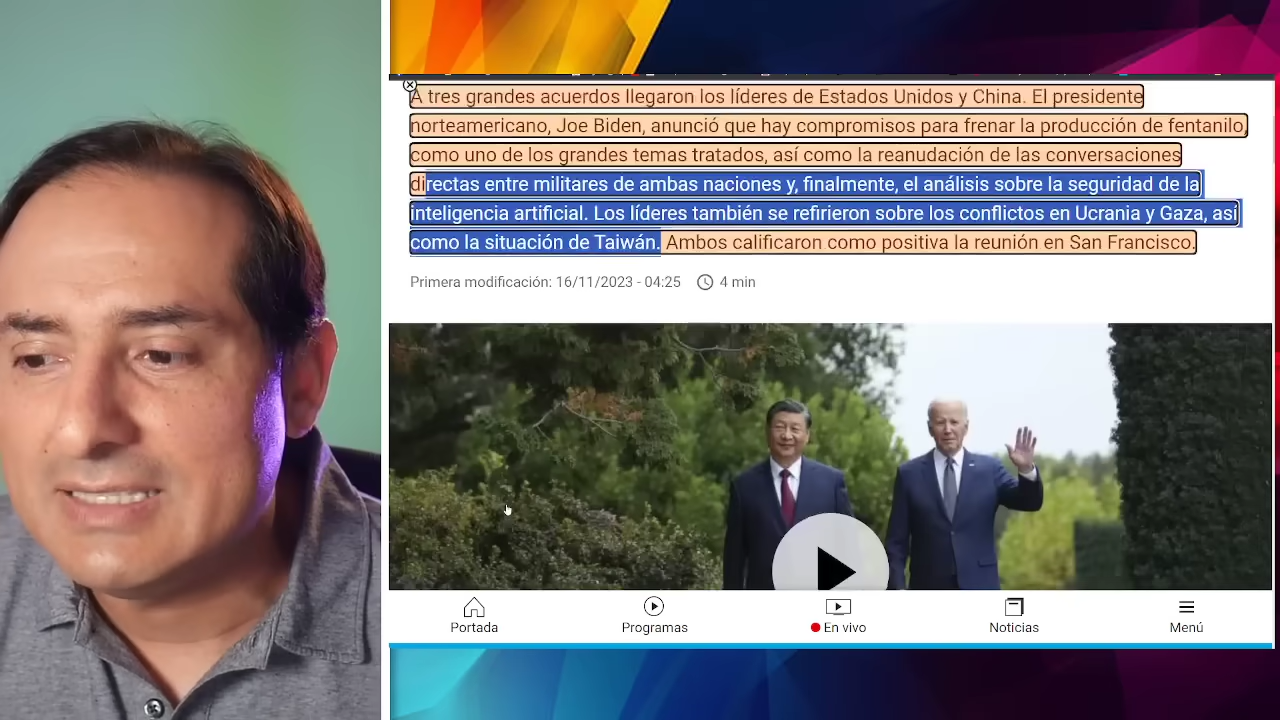 A tres grandes acuerdos llegaron los líderes de Estados Unidos y China. El presidente
norteamericano, Joe Biden, anunció que hay compromisos para frenar la producción de fentanilo,
como uno de los grandes temas tratados, así como la reanudación de las conversaciones
directas entre militares de ambas naciones y, finalmente, el análisis sobre la seguridad de la
inteligencia artificial. Los líderes también se refirieron sobre los conflictos en Ucrania y Gaza, así
como la situación de Taiwán. Ambos calificaron como positiva la reunión en San Francisco.
Primera modificación: 16/11/2023 - 04:25 4 min
Portada Programas En vivo Noticias Menú